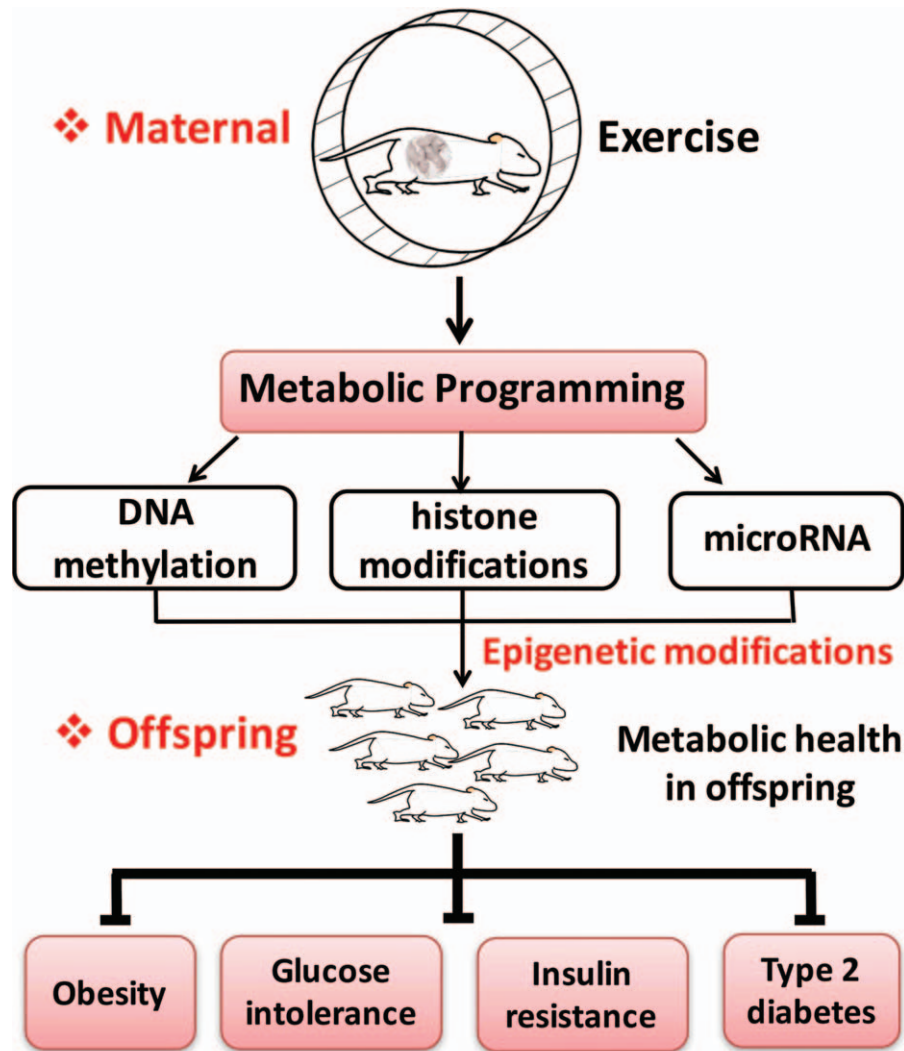 ❖ Maternal
Exercise
Metabolic Programming
DNA
methylation
histone
modifications
microRNA
Epigenetic modifications
❖ Offspring
Metabolic health
in offspring
Obesity
Glucose
intolerance
Insulin
resistance
Type 2
diabetes